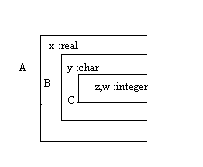 x :real
A
y :char
B
z,w :integer
C